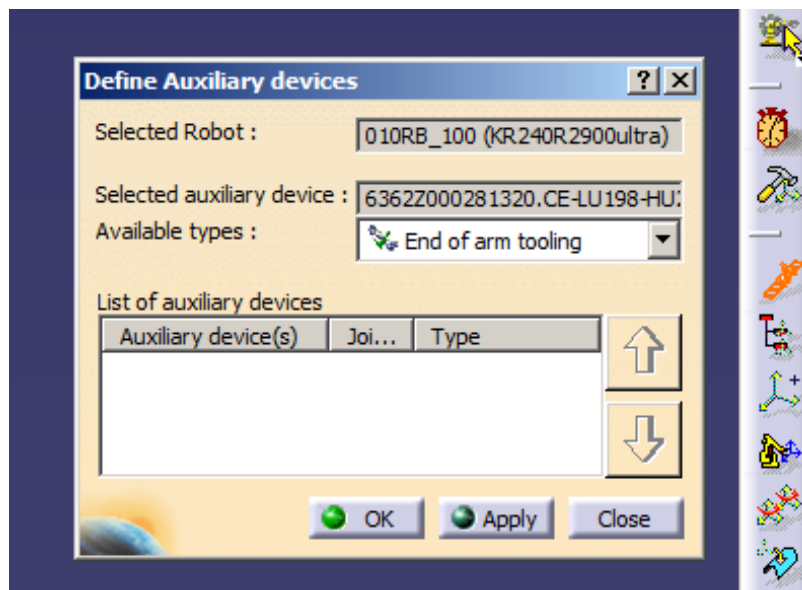 Define Auxiliary devices
Selected Robot : 010RB_100 (KR240R2900ultra)
Selected auxiliary device : 6362Z000281320.CE-LU198-HU
Available types : End of arm tooling
List of auxiliary devices
Auxiliary device(s) Joi... Type
OK Apply Close